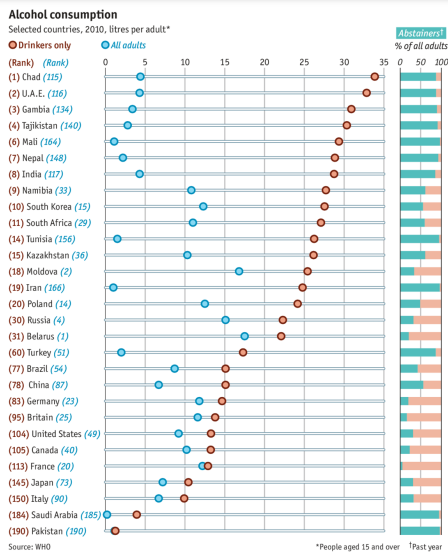 Alcohol consumption
Selected countries, 2010, litres per adult*
Drinkers only All adults
Abstainers†
% of all adults
(Rank) (Rank) 0 5 10 15 20 25 30 35 0 50 100
(1) Chad (115)
(2) U.A.E. (116)
(3) Gambia (134)
(4) Tajikistan (140)
(6) Mali (164)
(7) Nepal (148)
(8) India (117)
(9) Namibia (33)
(10) South Korea (15)
(11) South Africa (29)
(14) Tunisia (156)
(15) Kazakhstan (36)
(18) Moldova (2)
(19) Iran (166)
(20) Poland (14)
(30) Russia (4)
(31) Belarus (1)
(60) Turkey (51)
(77) Brazil (54)
(78) China (87)
(83) Germany (23)
(95) Britain (25)
(104) United States (49)
(105) Canada (40)
(113) France (20)
(145) Japan (73)
(150) Italy (90)
(184) Saudi Arabia (185)
(190) Pakistan (190)
Source: WHO *People aged 15 and over †Past year